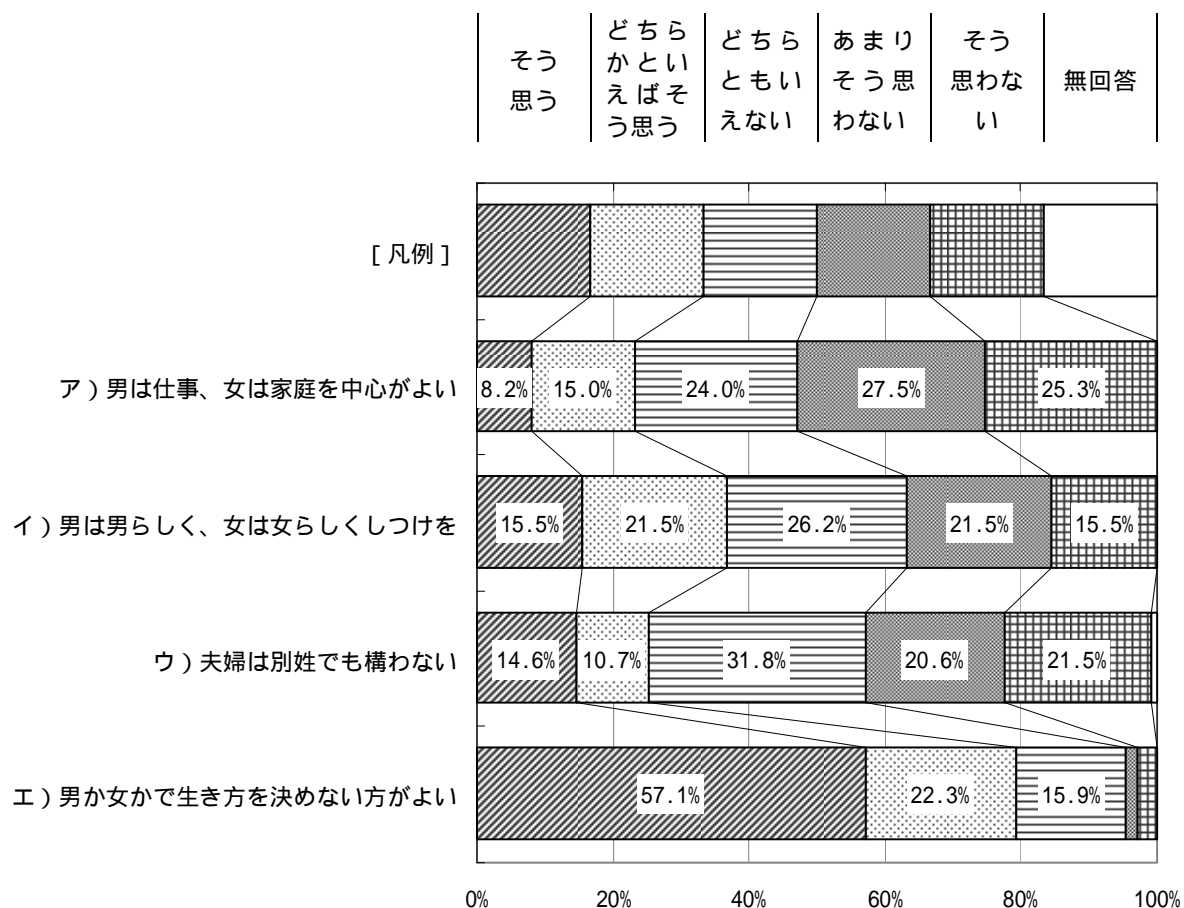 そう
思う
どちら
かとい
えばそ
う思う
どちら
ともい
えない
あまり
そう思
わない
そう
思わな
い
無回答
[凡例]
ア）男は仕事、女は家庭を中心がよい
8.2%
15.0%
24.0%
27.5%
25.3%
イ）男は男らしく、女は女らしくしつけを
15.5%
21.5%
26.2%
21.5%
15.5%
ウ）夫婦は別姓でも構わない
14.6%
10.7%
31.8%
20.6%
21.5%
エ）男か女かで生き方を決めない方がよい
57.1%
22.3%
15.9%
0%
20%
40%
60%
80%
100%